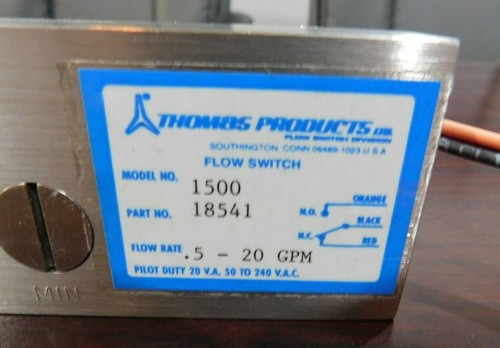 THOMAS PRODUCTS LTD.
FLOW SWITCH DIVISION
SOUTHINGTON, CONN 06489-1023 U S A
FLOW SWITCH
MODEL NO. 1500
PART NO. 18541
ORANGE
N.O.
BLACK
N.C.
RED
FLOW RATE .5 - 20 GPM
PILOT DUTY 20 V.A. 50 TO 240 V.A.C.
MIN